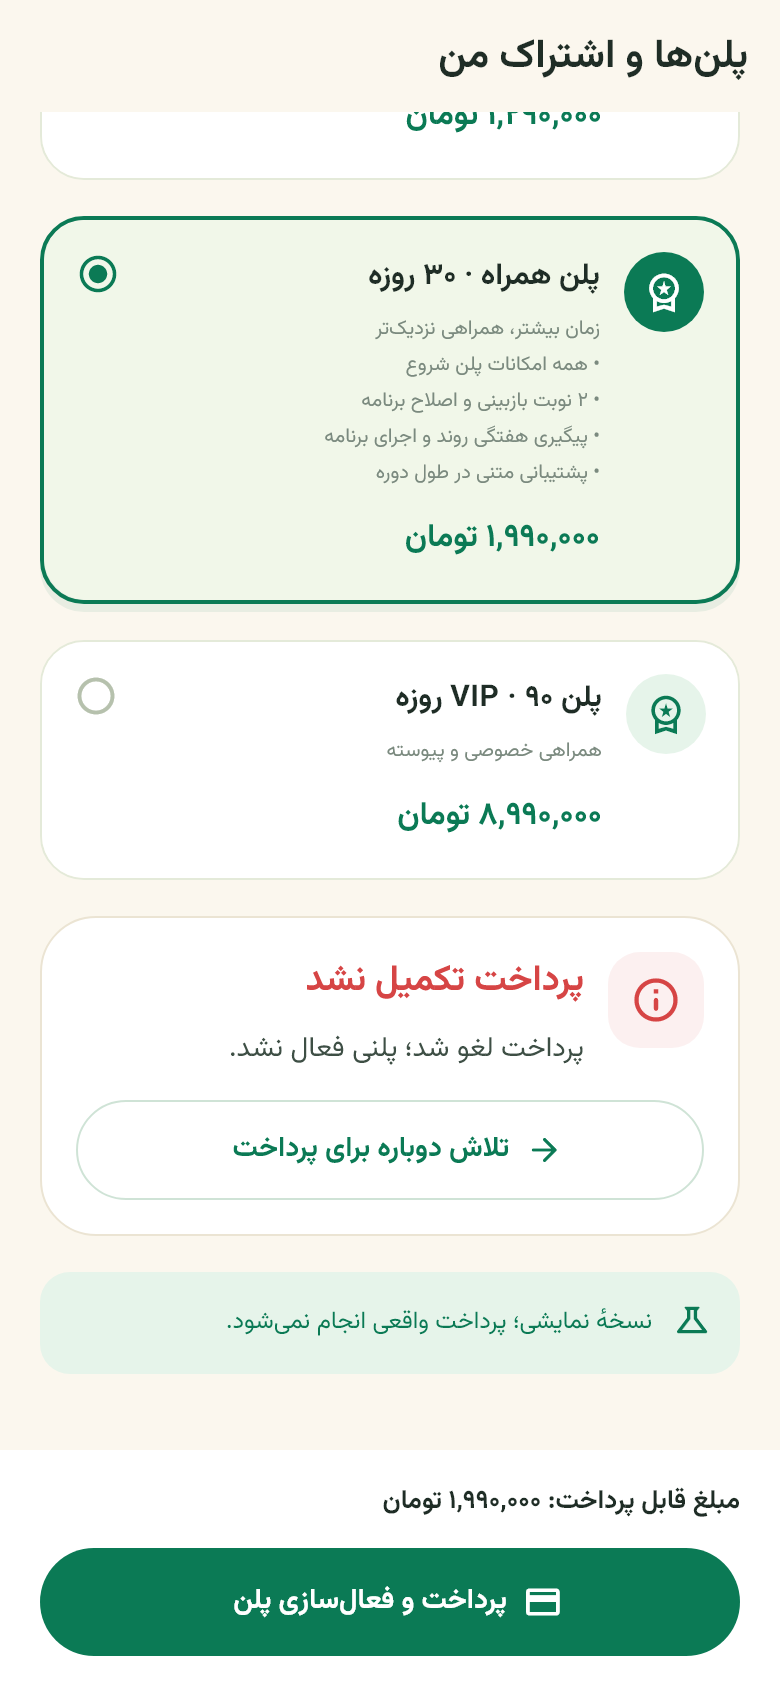 پلن‌ها و اشتراک من
۱,۲۹۰,۰۰۰ تومان
پلن همراه · ۳۰ روزه
زمان بیشتر، همراهی نزدیک‌تر
• همه امکانات پلن شروع
• ۲ نوبت بازبینی و اصلاح برنامه
• پیگیری هفتگی روند و اجرای برنامه
• پشتیبانی متنی در طول دوره
۱,۹۹۰,۰۰۰ تومان
پلن VIP · ۹۰ روزه
همراهی خصوصی و پیوسته
۸,۹۹۰,۰۰۰ تومان
پرداخت تکمیل نشد
پرداخت لغو شد؛ پلنی فعال نشد.
تلاش دوباره برای پرداخت
نسخهٔ نمایشی؛ پرداخت واقعی انجام نمی‌شود.
مبلغ قابل پرداخت: ۱,۹۹۰,۰۰۰ تومان
پرداخت و فعال‌سازی پلن